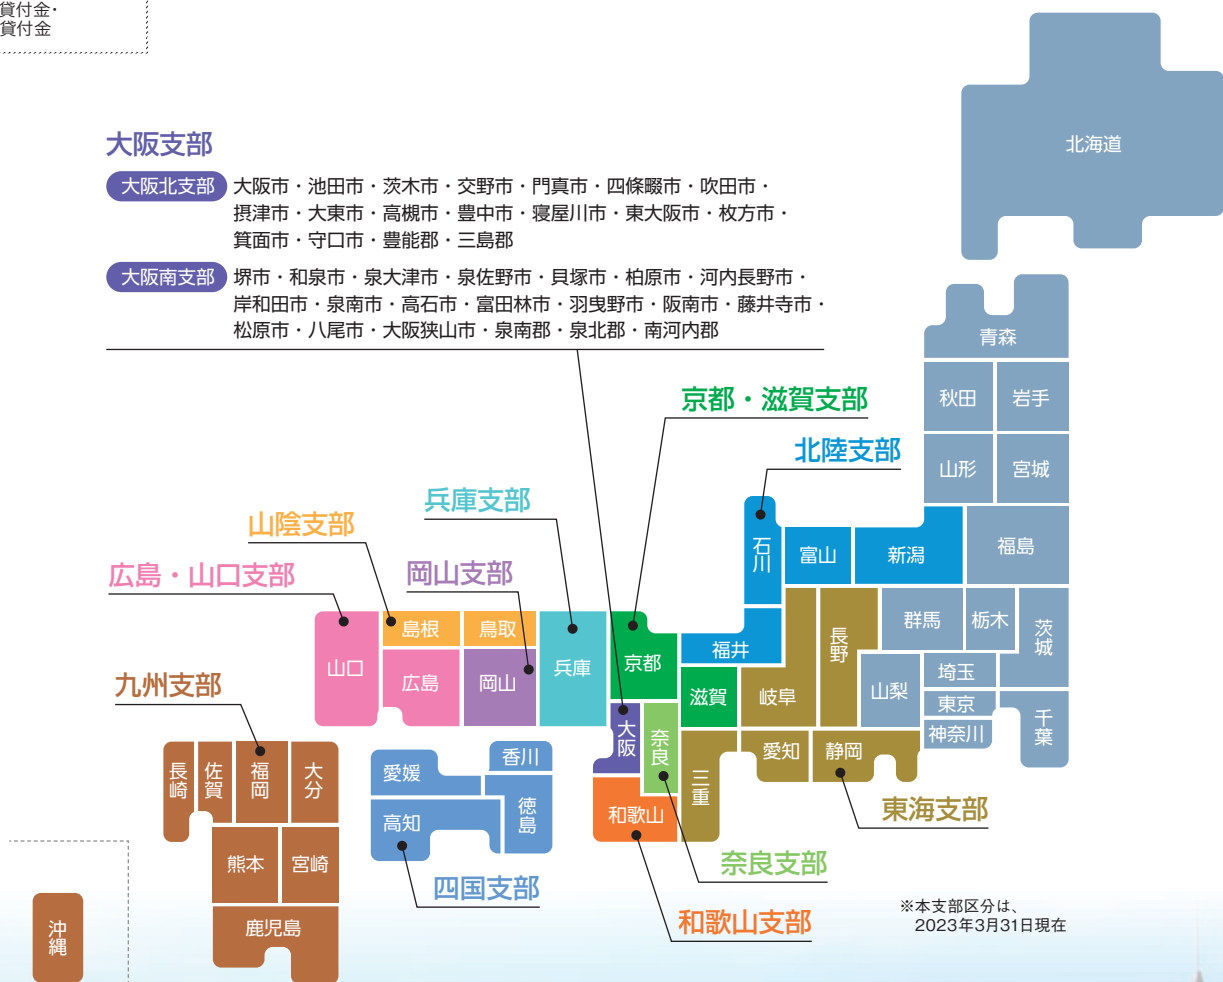 貸付金・
貸付金
大阪支部
大阪北支部
大阪市・池田市・茨木市・交野市・門真市・四條畷市・吹田市・
摂津市・大東市・高槻市・豊中市・寝屋川市・東大阪市・枚方市・
箕面市・守口市・豊能郡・三島郡
大阪南支部
堺市・和泉市・泉大津市・泉佐野市・貝塚市・柏原市・河内長野市・
岸和田市・泉南市・高石市・富田林市・羽曳野市・阪南市・藤井寺市・
松原市・八尾市・大阪狭山市・泉南郡・泉北郡・南河内郡
北海道
青森
秋田
岩手
山形
宮城
福島
京都・滋賀支部
北陸支部
石川
富山
新潟
福井
兵庫支部
山陰支部
岡山支部
広島・山口支部
山口
島根
鳥取
広島
岡山
兵庫
京都
滋賀
岐阜
長野
群馬
栃木
茨城
山梨
埼玉
東京
神奈川
千葉
大阪
奈良
三重
愛知
静岡
和歌山
東海支部
奈良支部
和歌山支部
九州支部
長崎
佐賀
福岡
大分
熊本
宮崎
鹿児島
沖縄
愛媛
香川
高知
徳島
四国支部
※本支部区分は、
2023年3月31日現在